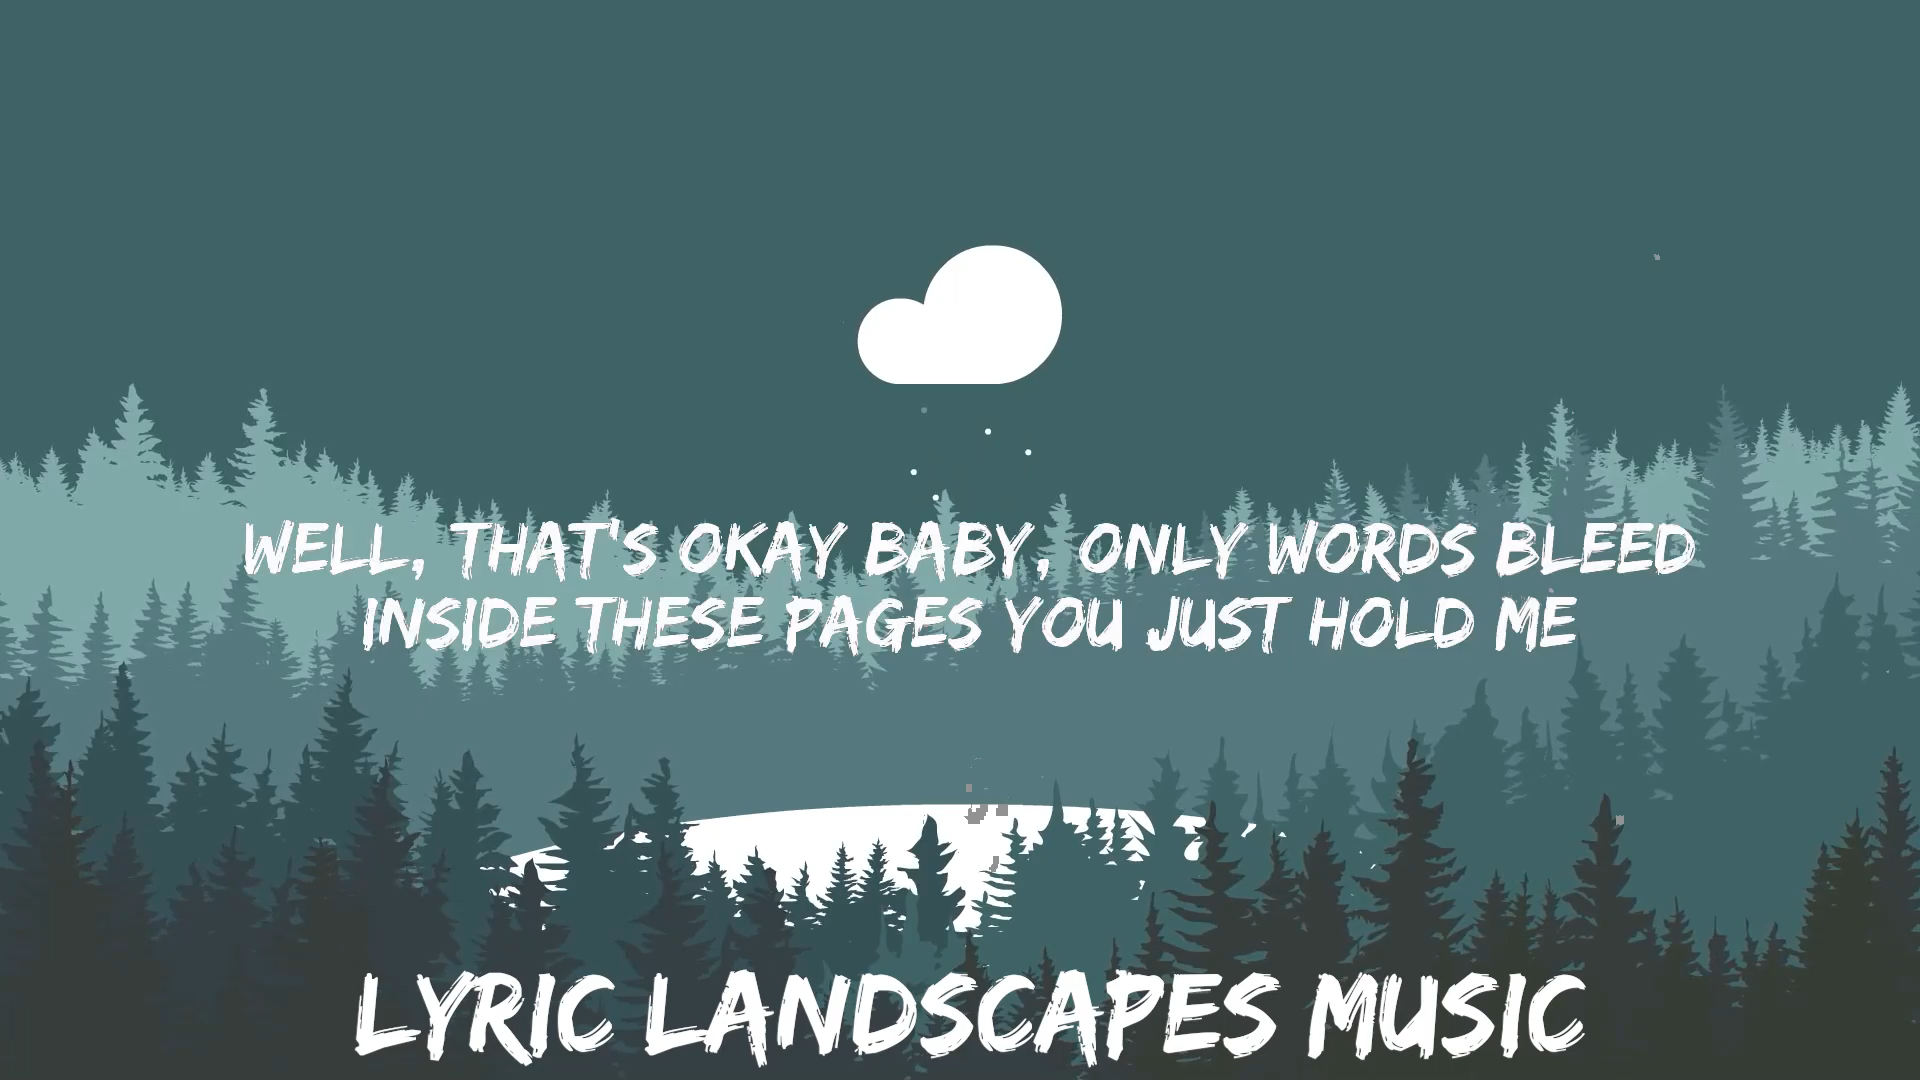 WELL, THAT'S OKAY BABY, ONLY WORDS BLEED
INSIDE THESE PAGES YOU JUST HOLD ME
LYRIC LANDSCAPES MUSIC